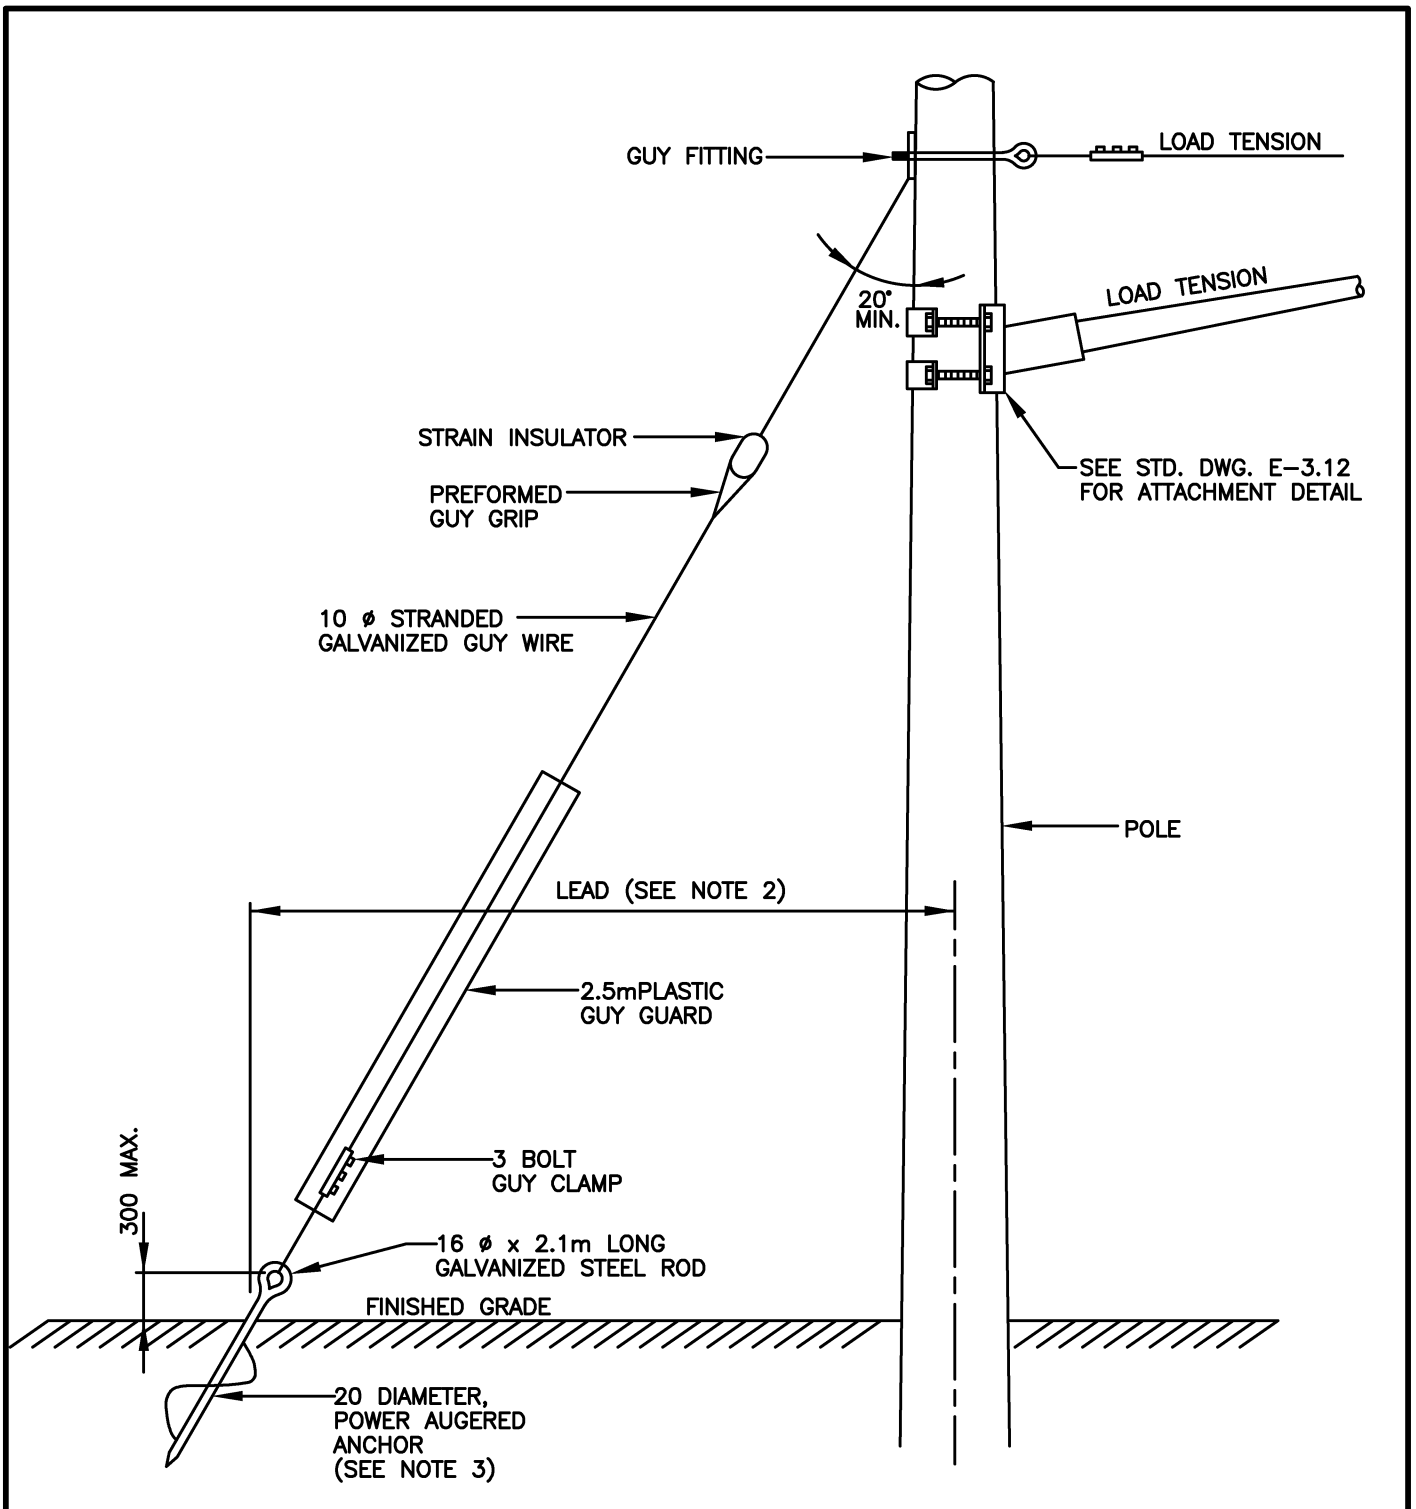 GUY FITTING
LOAD TENSION
LOAD TENSION
20°
MIN.
STRAIN INSULATOR
SEE STD. DWG. E-3.12
FOR ATTACHMENT DETAIL
PREFORMED
GUY GRIP
10 ø STRANDED
GALVANIZED GUY WIRE
POLE
LEAD (SEE NOTE 2)
2.5mPLASTIC
GUY GUARD
3 BOLT
GUY CLAMP
300 MAX.
16 ø x 2.1m LONG
GALVANIZED STEEL ROD
FINISHED GRADE
20 DIAMETER,
POWER AUGERED
ANCHOR
(SEE NOTE 3)